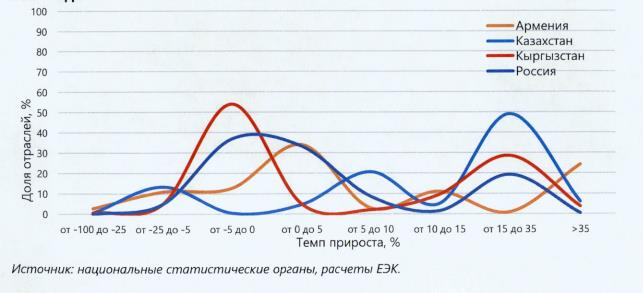 100
90
80
70
60
50
40
30
20
10
0
Доля отраслей, %
Армения
Казахстан
Кыргызстан
Россия
от -100 до -25 от -25 до -5 от -5 до 0 от 0 до 5 от 5 до 10 от 10 до 15 от 15 до 35 >35
Темп прироста, %
Источник: национальные статистические органы, расчеты ЕЭК.